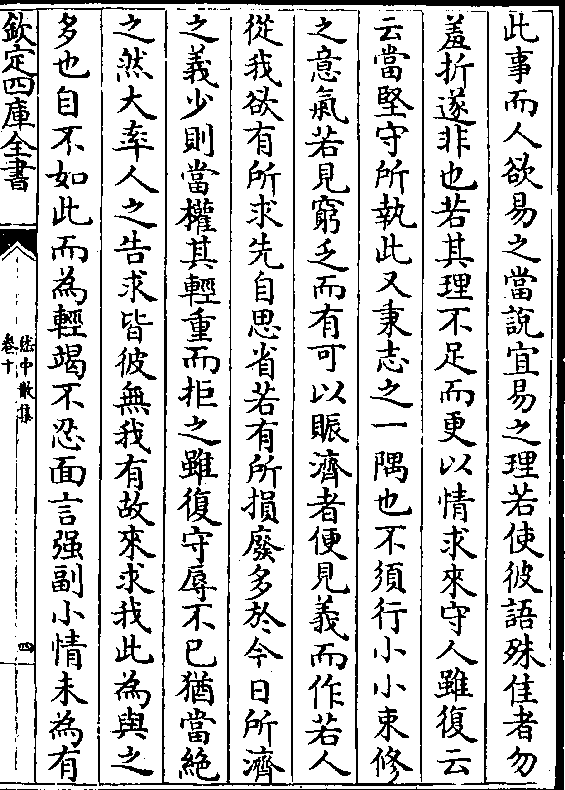 此事而人欲易之當說宜易之理若使彼語殊佳者勿
羞折遂非也若其理不足而更以情求來守人雖復云
云當堅守所執此又秉志之一隅也不須行小小束修
之意氣若見窮乏而有可以賑濟者便見義而作若人
從我欲有所求先自思省若有所損廢多於今日所濟
之義少則當權其輕重而拒之雖復守辱不已猶當絶
之然大率人之告求皆彼無我有故來求我此為與之
多也自不如此而為輕竭不忍面言强副小情未為有
欽定四庫全書
嵇中散集
卷十
四